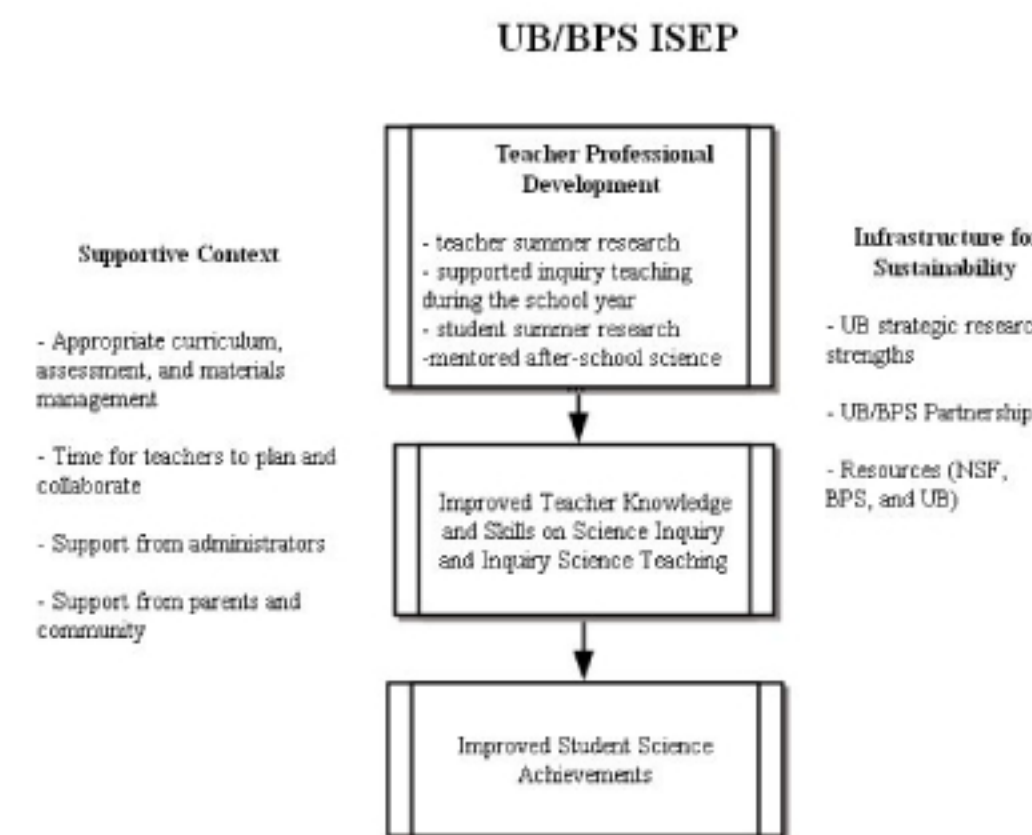 UB/BPS ISEP
Teacher Professional
Development
- teacher summer research
- supported inquiry teaching
during the school year
- student summer research
-mentored after-school science
Supportive Context
- Appropriate curriculum,
assessment, and materials
management
- Time for teachers to plan and
collaborate
- Support from administrators
- Support from parents and
community
Infrastructure for
Sustainability
- UB strategic researc
strengths
- UB/BPS Partnership
- Resources (NSF,
BPS, and UB)
Improved Teacher Knowledge
and Skills on Science Inquiry
and Inquiry Science Teaching
Improved Student Science
Achievements